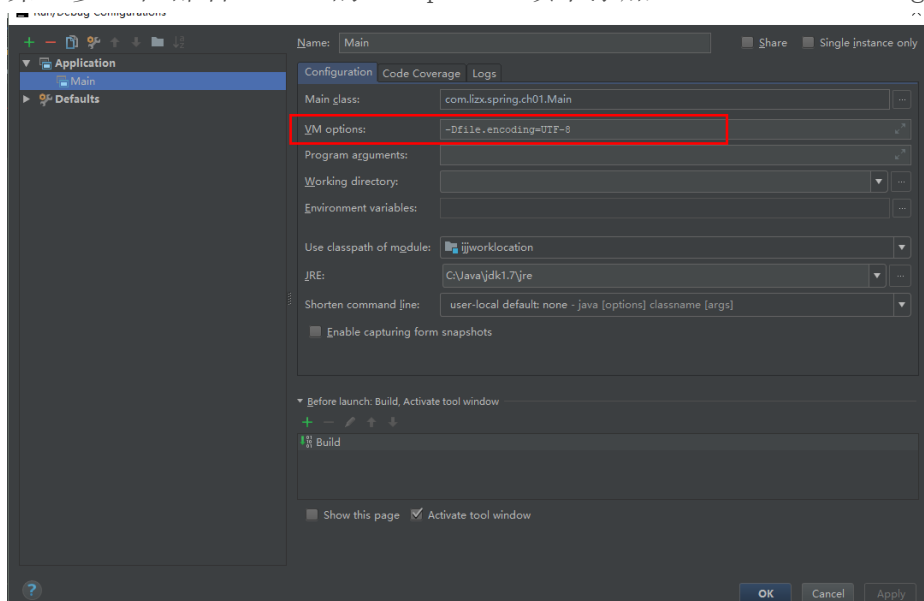 Run/Debug Configurations
Name: Main
Share
Single instance only
Application
Main
Defaults
Configuration
Code Coverage
Logs
Main class: com.lizx.spring.ch01.Main
VM options: -Dfile.encoding=UTF-8
Program arguments:
Working directory:
Environment variables:
Use classpath of module: ijjworklocation
JRE: C:\Java\jdk1.7\jre
Shorten command line: user-local default: none - java [options] classname [args]
Enable capturing form snapshots
Before launch: Build, Activate tool window
Build
Show this page
Activate tool window
OK
Cancel
Apply